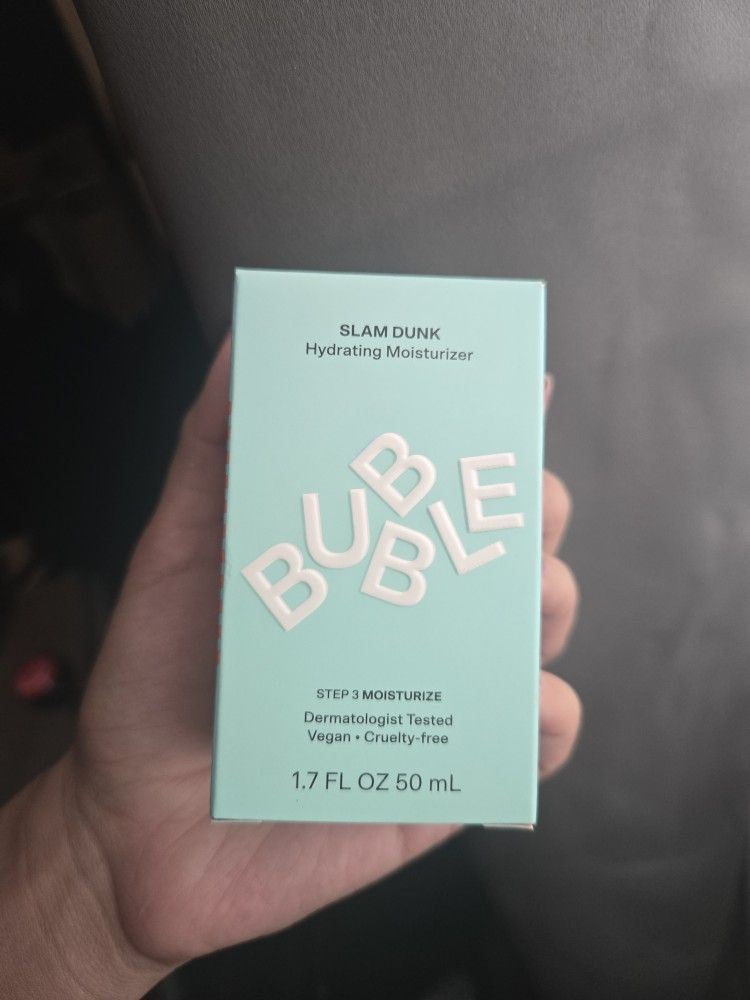 SLAM DUNK
Hydrating Moisturizer
BUBBLE
STEP 3 MOISTURIZE
Dermatologist Tested
Vegan • Cruelty-free
1.7 FL OZ 50 mL